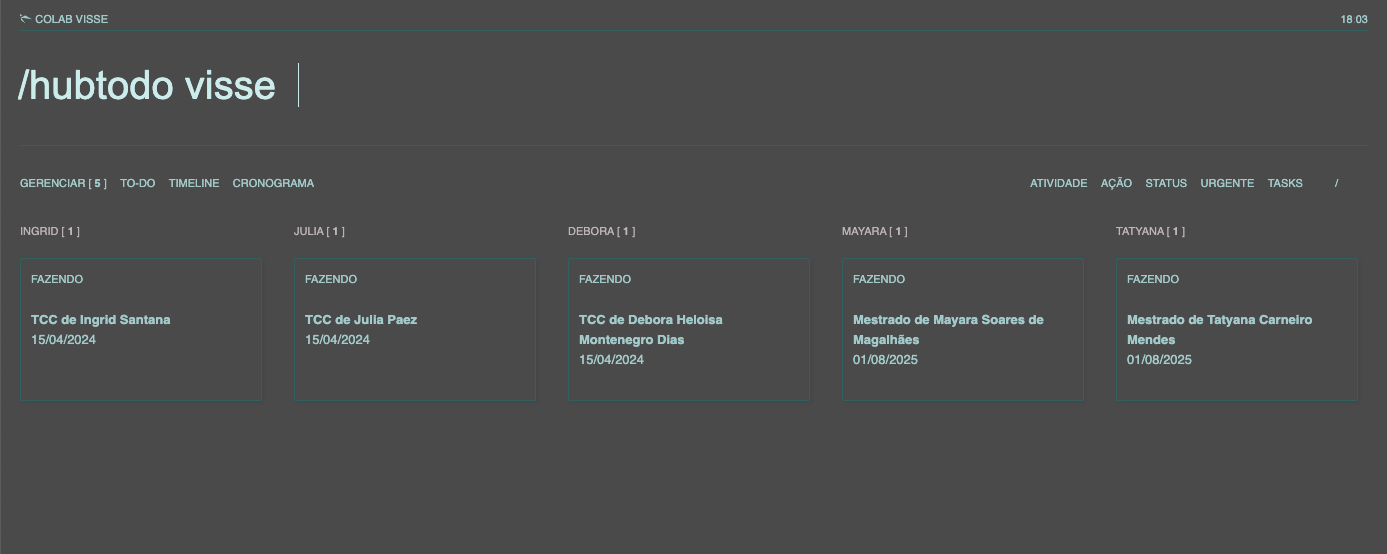 COLAB VISSE
18 03
/hubtodo visse
GERENCIAR [ 5 ] TO-DO TIMELINE CRONOGRAMA
ATIVIDADE AÇÃO STATUS URGENTE TASKS /
INGRID [ 1 ]
FAZENDO
TCC de Ingrid Santana
15/04/2024
JULIA [ 1 ]
FAZENDO
TCC de Julia Paez
15/04/2024
DEBORA [ 1 ]
FAZENDO
TCC de Debora Heloisa
Montenegro Dias
15/04/2024
MAYARA [ 1 ]
FAZENDO
Mestrado de Mayara Soares de
Magalhães
01/08/2025
TATYANA [ 1 ]
FAZENDO
Mestrado de Tatyana Carneiro
Mendes
01/08/2025